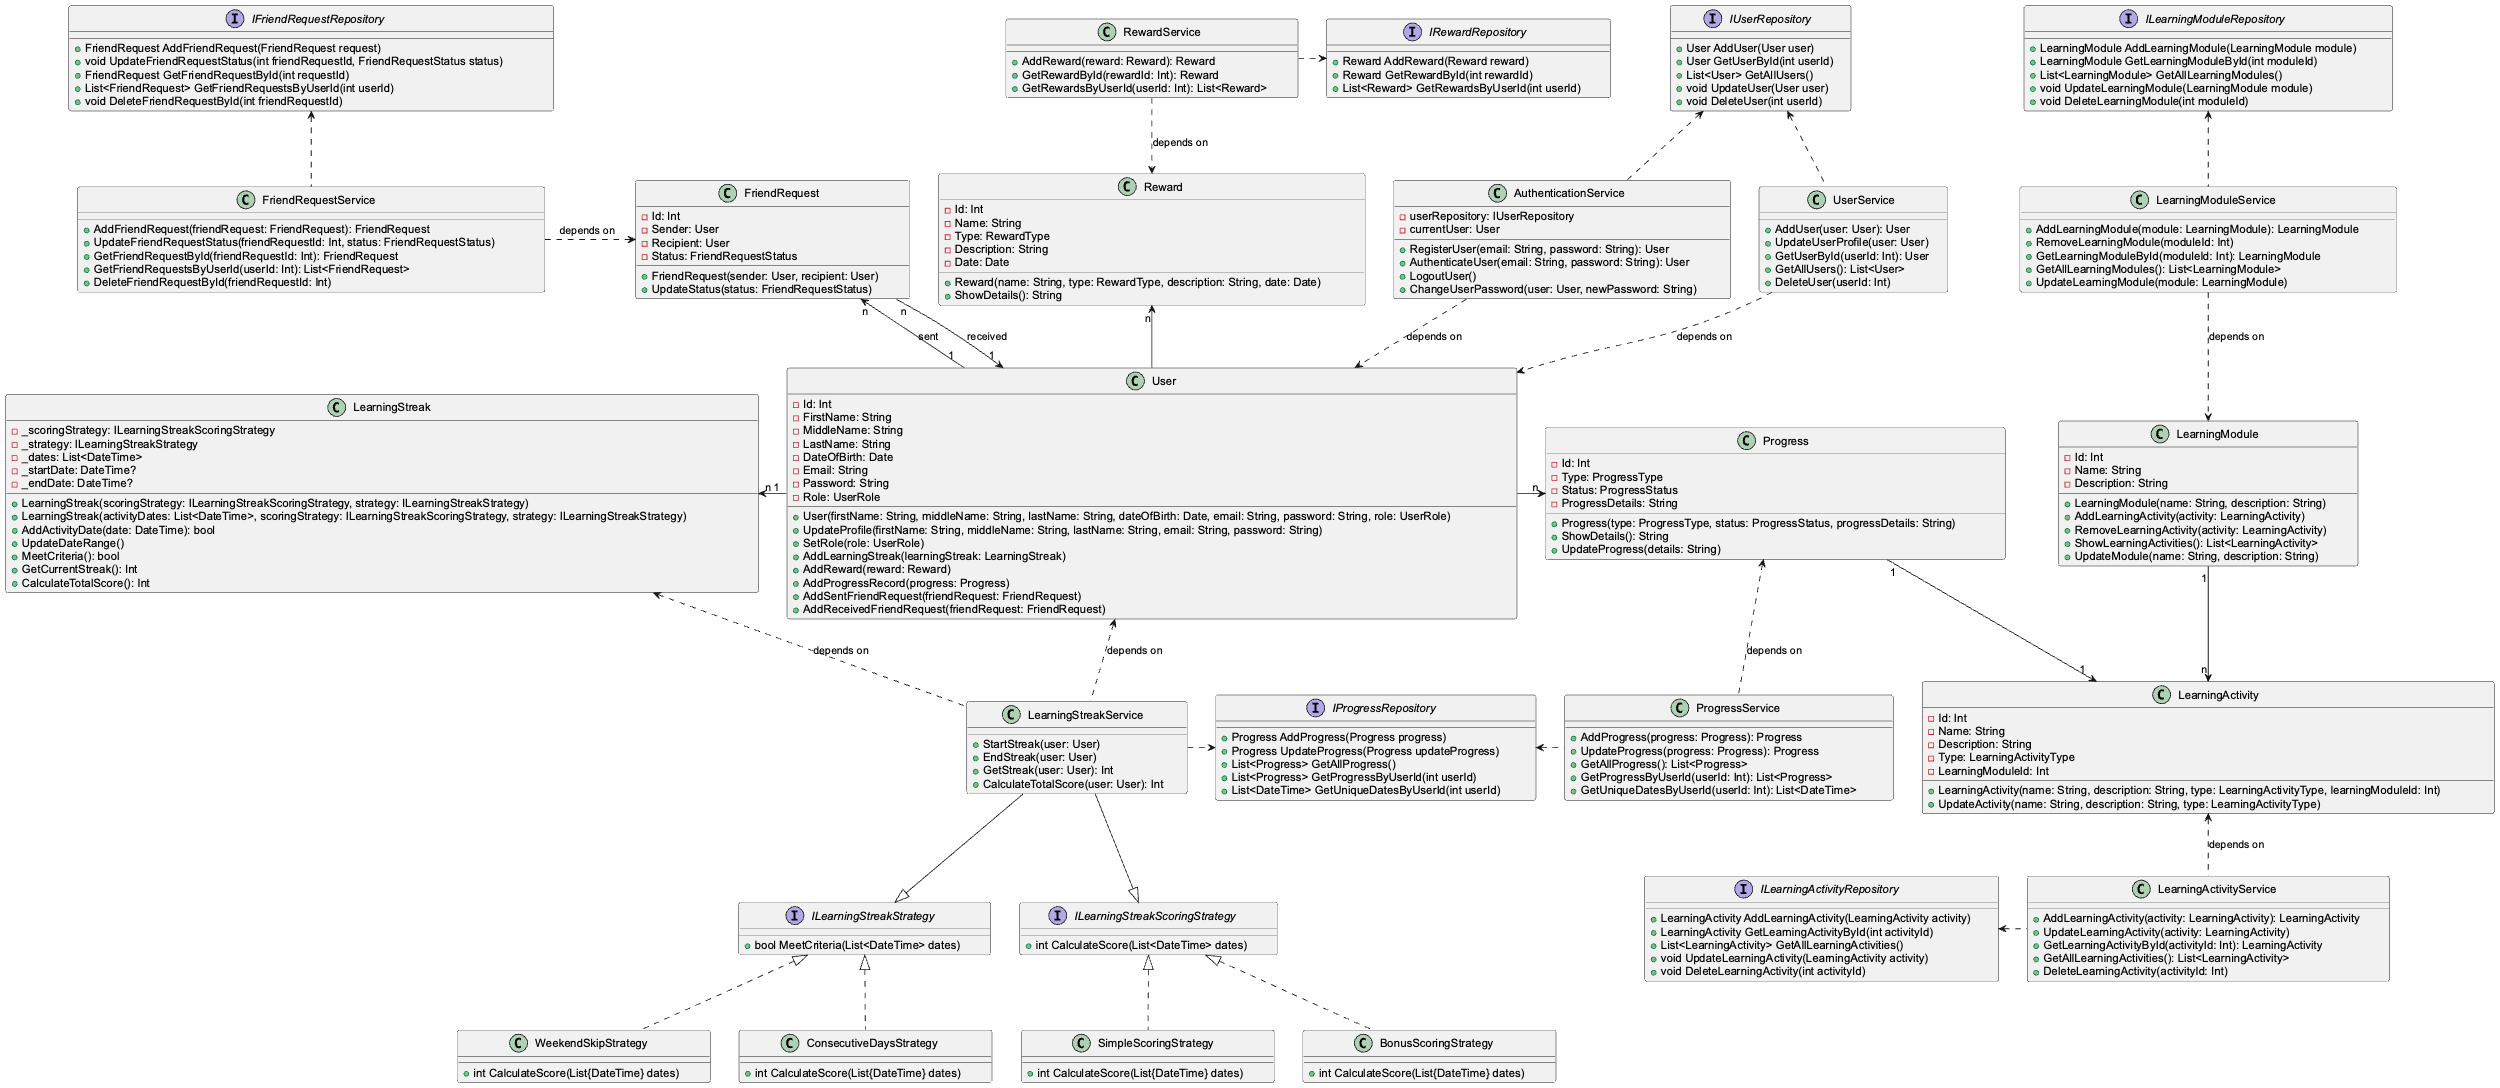 I IFriendRequestRepository
FriendRequest AddFriendRequest(FriendRequest request)
void UpdateFriendRequestStatus(int friendRequestId, FriendRequestStatus status)
FriendRequest GetFriendRequestById(int requestId)
List<FriendRequest> GetFriendRequestsByUserId(int userId)
void DeleteFriendRequestById(int friendRequestId)
C RewardService
AddReward(reward: Reward): Reward
GetRewardById(rewardId: Int): Reward
GetRewardsByUserId(userId: Int): List<Reward>
I IRewardRepository
Reward AddReward(Reward reward)
Reward GetRewardById(int rewardId)
List<Reward> GetRewardsByUserId(int userId)
I IUserRepository
User AddUser(User user)
User GetUserById(int userId)
List<User> GetAllUsers()
void UpdateUser(User user)
void DeleteUser(int userId)
I ILearningModuleRepository
LearningModule AddLearningModule(LearningModule module)
LearningModule GetLearningModuleById(int moduleId)
List<LearningModule> GetAllLearningModules()
void UpdateLearningModule(LearningModule module)
void DeleteLearningModule(int moduleId)
depends on
C FriendRequestService
AddFriendRequest(friendRequest: FriendRequest): FriendRequest
UpdateFriendRequestStatus(friendRequestId: Int, status: FriendRequestStatus)
GetFriendRequestById(friendRequestId: Int): FriendRequest
GetFriendRequestsByUserId(userId: Int): List<FriendRequest>
DeleteFriendRequestById(friendRequestId: Int)
depends on
C FriendRequest
Id: Int
Sender: User
Recipient: User
Status: FriendRequestStatus
FriendRequest(sender: User, recipient: User)
UpdateStatus(status: FriendRequestStatus)
C Reward
Id: Int
Name: String
Type: RewardType
Description: String
Date: Date
Reward(name: String, type: RewardType, description: String, date: Date)
ShowDetails(): String
C AuthenticationService
userRepository: IUserRepository
currentUser: User
RegisterUser(email: String, password: String): User
AuthenticateUser(email: String, password: String): User
LogoutUser()
ChangeUserPassword(user: User, newPassword: String)
C UserService
AddUser(user: User): User
UpdateUserProfile(user: User)
GetUserById(userId: Int): User
GetAllUsers(): List<User>
DeleteUser(userId: Int)
C LearningModuleService
AddLearningModule(module: LearningModule): LearningModule
RemoveLearningModule(moduleId: Int)
GetLearningModuleById(moduleId: Int): LearningModule
GetAllLearningModules(): List<LearningModule>
UpdateLearningModule(module: LearningModule)
n
n
n
sent
received
depends on
depends on
depends on
1
1
C LearningStreak
_scoringStrategy: ILearningStreakScoringStrategy
_strategy: ILearningStreakStrategy
_dates: List<DateTime>
_startDate: DateTime?
_endDate: DateTime?
LearningStreak(scoringStrategy: ILearningStreakScoringStrategy, strategy: ILearningStreakStrategy)
LearningStreak(activityDates: List<DateTime>, scoringStrategy: ILearningStreakScoringStrategy, strategy: ILearningStreakStrategy)
AddActivityDate(date: DateTime): bool
UpdateDateRange()
MeetCriteria(): bool
GetCurrentStreak(): Int
CalculateTotalScore(): Int
n 1
C User
Id: Int
FirstName: String
MiddleName: String
LastName: String
DateOfBirth: Date
Email: String
Password: String
Role: UserRole
User(firstName: String, middleName: String, lastName: String, dateOfBirth: Date, email: String, password: String, role: UserRole)
UpdateProfile(firstName: String, middleName: String, lastName: String, email: String, password: String)
SetRole(role: UserRole)
AddLearningStreak(learningStreak: LearningStreak)
AddReward(reward: Reward)
AddProgressRecord(progress: Progress)
AddSentFriendRequest(friendRequest: FriendRequest)
AddReceivedFriendRequest(friendRequest: FriendRequest)
n
C Progress
Id: Int
Type: ProgressType
Status: ProgressStatus
ProgressDetails: String
Progress(type: ProgressType, status: ProgressStatus, progressDetails: String)
ShowDetails(): String
UpdateProgress(details: String)
C LearningModule
Id: Int
Name: String
Description: String
LearningModule(name: String, description: String)
AddLearningActivity(activity: LearningActivity)
RemoveLearningActivity(activity: LearningActivity)
ShowLearningActivities(): List<LearningActivity>
UpdateModule(name: String, description: String)
1
1
depends on
depends on
depends on
1
n
C LearningStreakService
StartStreak(user: User)
EndStreak(user: User)
GetStreak(user: User): Int
CalculateTotalScore(user: User): Int
I IProgressRepository
Progress AddProgress(Progress progress)
Progress UpdateProgress(Progress updateProgress)
List<Progress> GetAllProgress()
List<Progress> GetProgressByUserId(int userId)
List<DateTime> GetUniqueDatesByUserId(int userId)
C ProgressService
AddProgress(progress: Progress): Progress
UpdateProgress(progress: Progress): Progress
GetAllProgress(): List<Progress>
GetProgressByUserId(userId: Int): List<Progress>
GetUniqueDatesByUserId(userId: Int): List<DateTime>
C LearningActivity
Id: Int
Name: String
Description: String
Type: LearningActivityType
LearningModuleId: Int
LearningActivity(name: String, description: String, type: LearningActivityType, learningModuleId: Int)
UpdateActivity(name: String, description: String, type: LearningActivityType)
depends on
I ILearningStreakStrategy
bool MeetCriteria(List<DateTime> dates)
I ILearningStreakScoringStrategy
int CalculateScore(List<DateTime> dates)
I ILearningActivityRepository
LearningActivity AddLearningActivity(LearningActivity activity)
LearningActivity GetLearningActivityById(int activityId)
List<LearningActivity> GetAllLearningActivities()
void UpdateLearningActivity(LearningActivity activity)
void DeleteLearningActivity(int activityId)
C LearningActivityService
AddLearningActivity(activity: LearningActivity): LearningActivity
UpdateLearningActivity(activity: LearningActivity)
GetLearningActivityById(activityId: Int): LearningActivity
GetAllLearningActivities(): List<LearningActivity>
DeleteLearningActivity(activityId: Int)
C WeekendSkipStrategy
int CalculateScore(List{DateTime} dates)
C ConsecutiveDaysStrategy
int CalculateScore(List{DateTime} dates)
C SimpleScoringStrategy
int CalculateScore(List{DateTime} dates)
C BonusScoringStrategy
int CalculateScore(List{DateTime} dates)